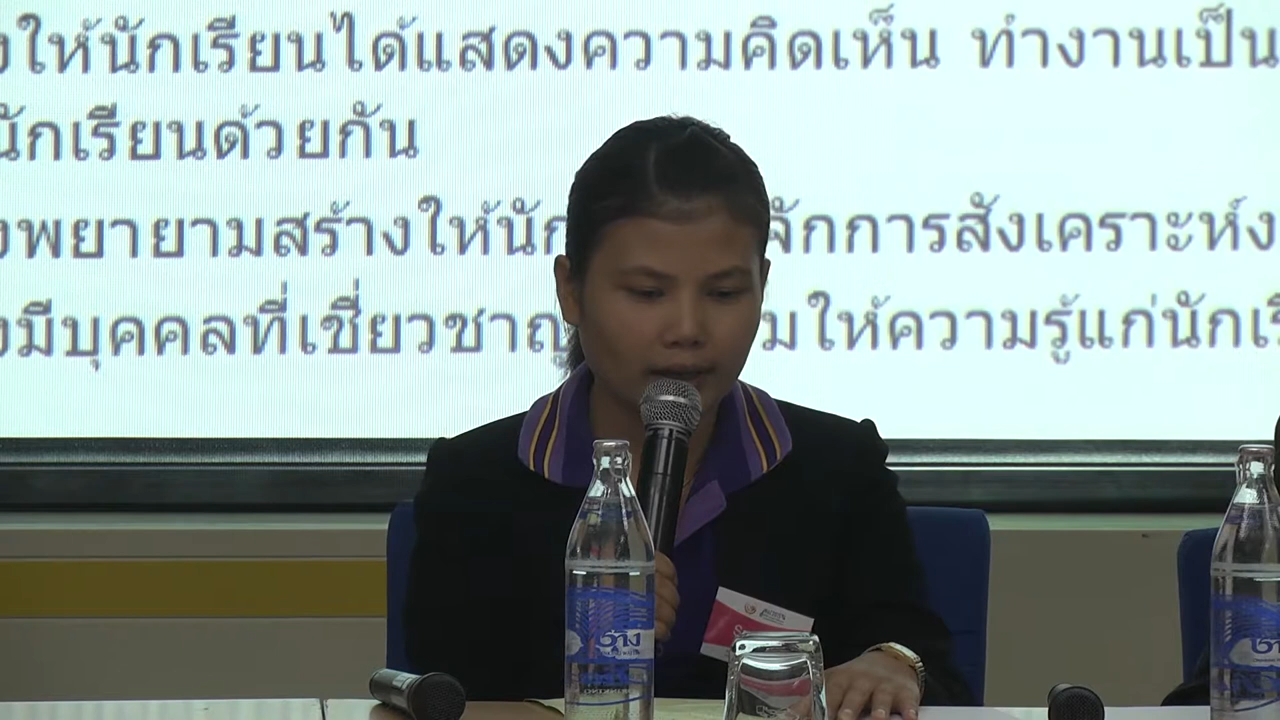 ให้นักเรียนได้แสดงความคิดเห็น ทำงานเป็น
นักเรียนด้วยกัน
พยายามสร้างให้นัก จักการสังเคราะห์
มีบุคคลที่เชี่ยวชาญ มให้ความรู้แก่นักเรี
ช้าง